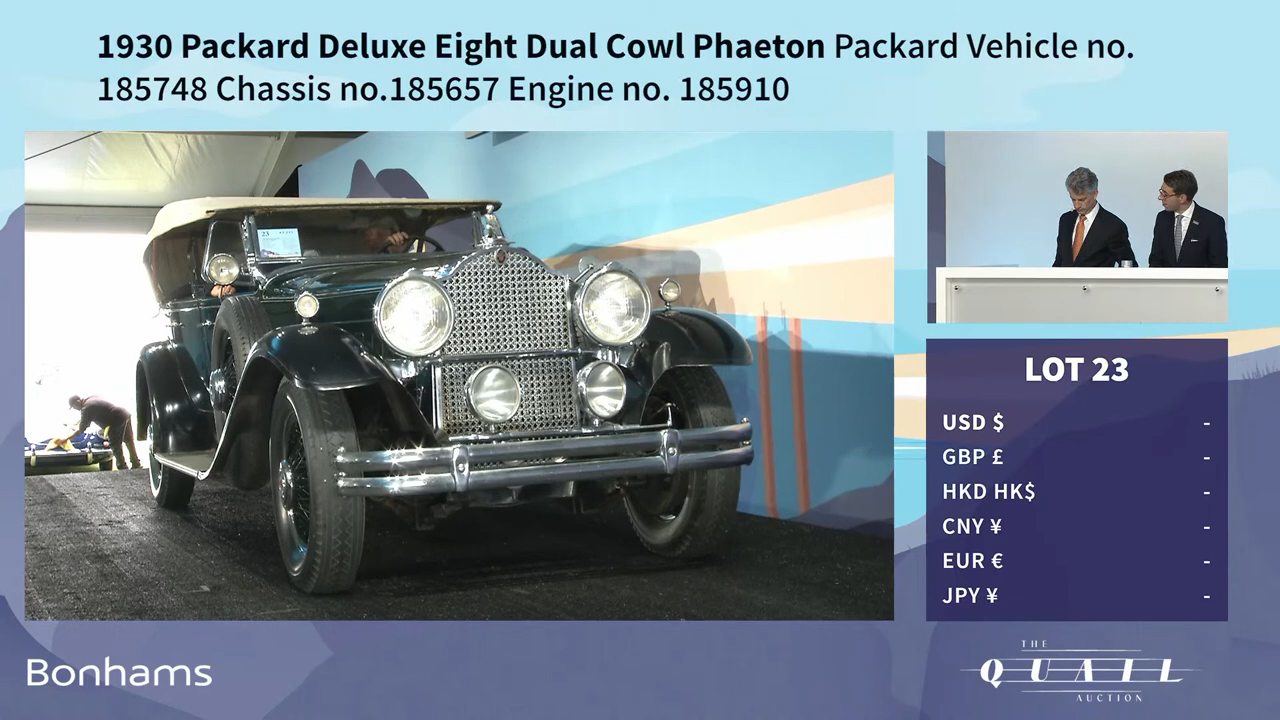 1930 Packard Deluxe Eight Dual Cowl Phaeton Packard Vehicle no.
185748 Chassis no.185657 Engine no. 185910
23
LOT 23
USD $ -
GBP £ -
HKD HK$ -
CNY ¥ -
EUR € -
JPY ¥ -
Bonhams
THE
QUAIL
AUCTION